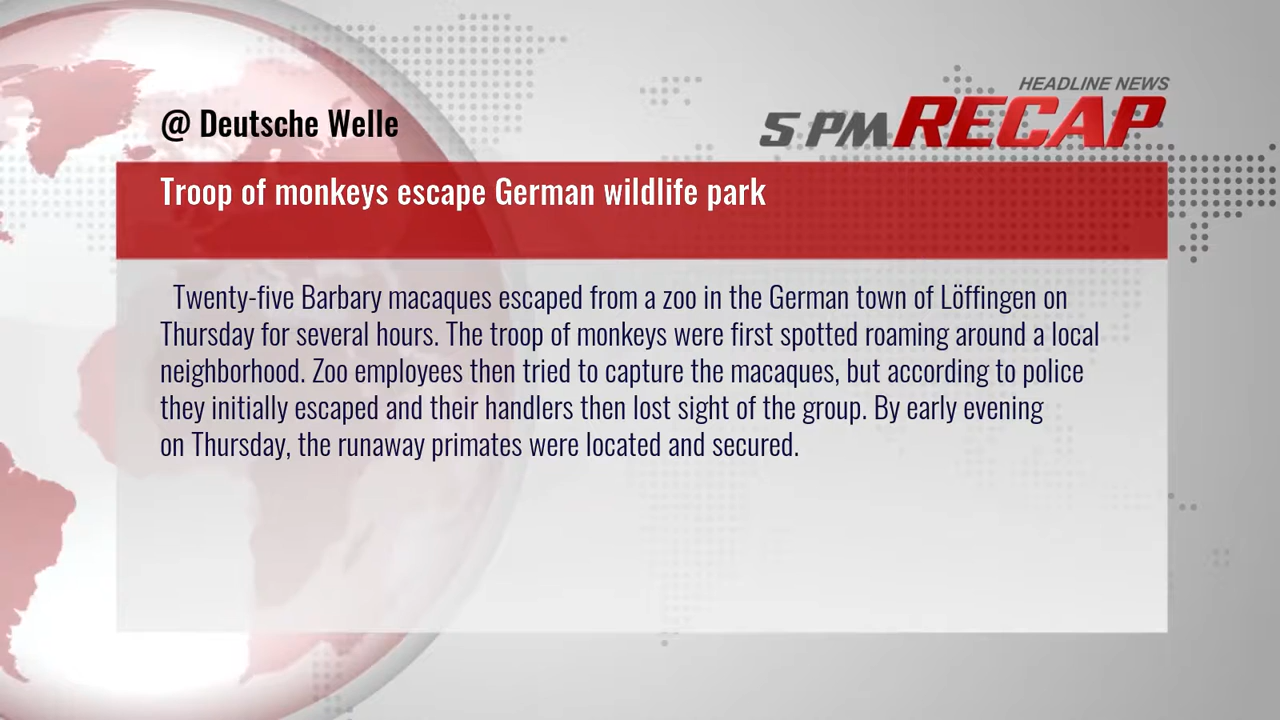 HEADLINE NEWS
@ Deutsche Welle
5 PM RECAP
Troop of monkeys escape German wildlife park
Twenty-five Barbary macaques escaped from a zoo in the German town of Löffingen on
Thursday for several hours. The troop of monkeys were first spotted roaming around a local
neighborhood. Zoo employees then tried to capture the macaques, but according to police
they initially escaped and their handlers then lost sight of the group. By early evening
on Thursday, the runaway primates were located and secured.